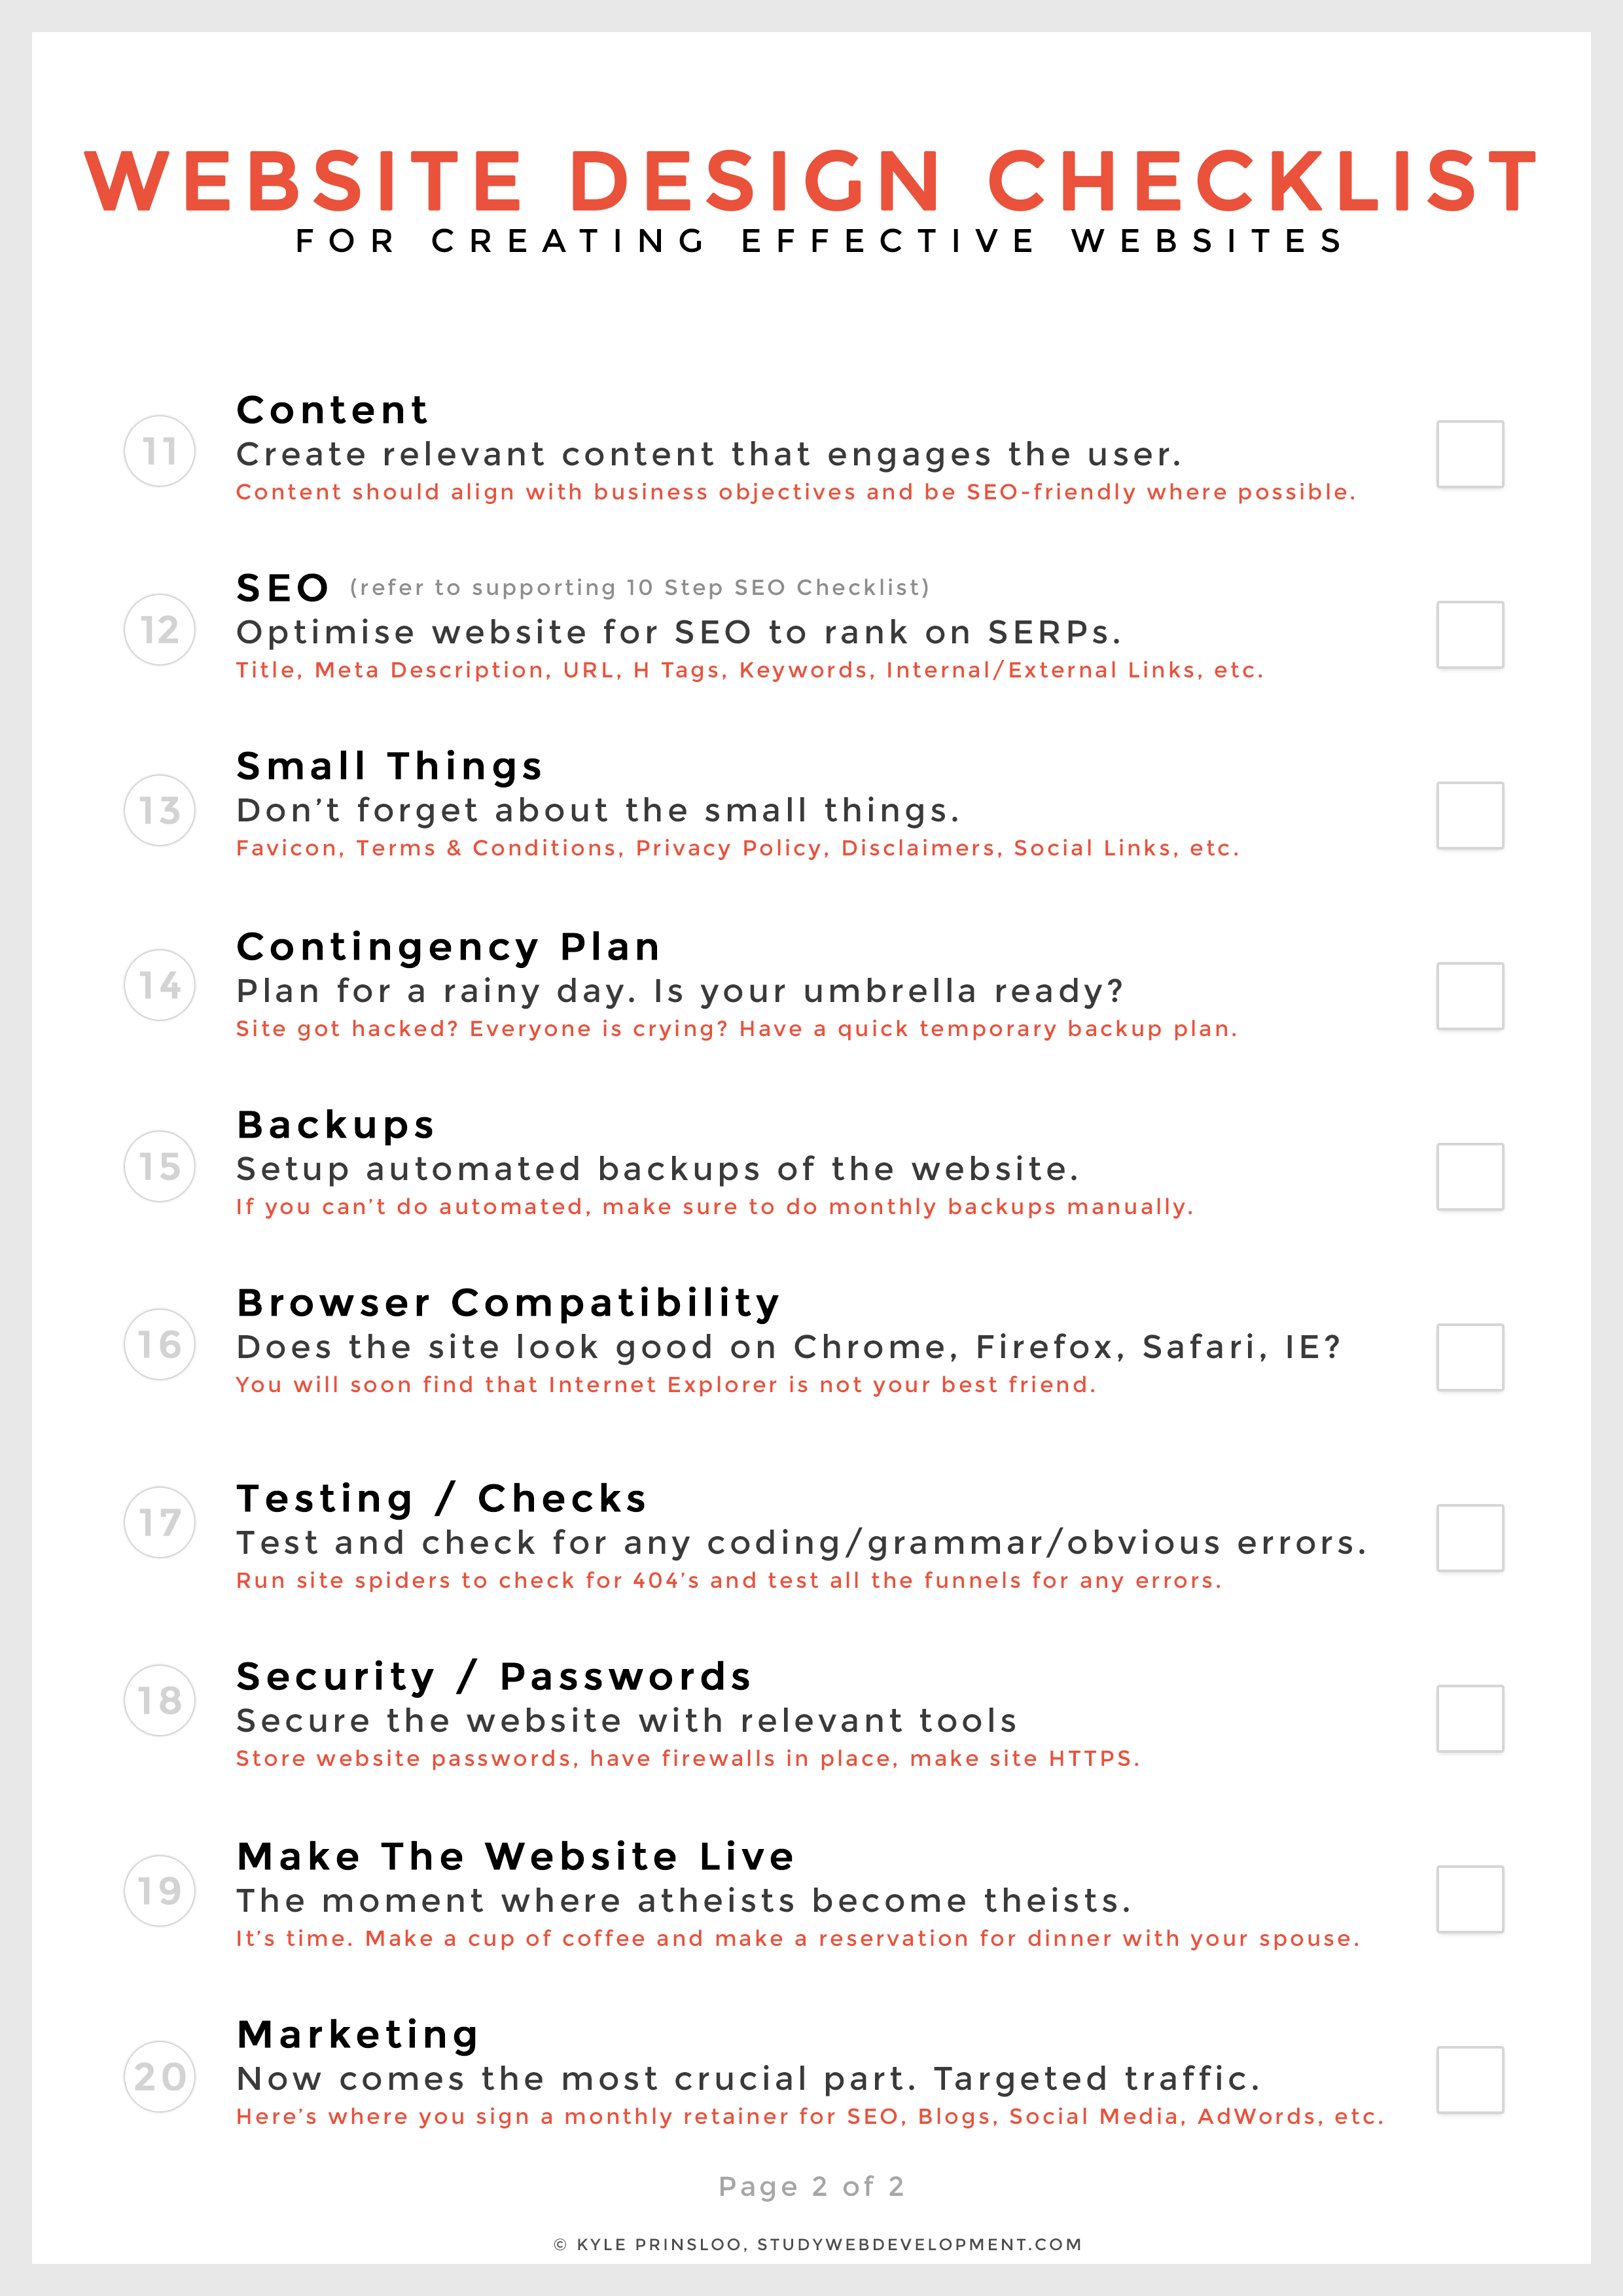 WEBSITE DESIGN CHECKLIST
FOR CREATING EFFECTIVE WEBSITES
11
Content
Create relevant content that engages the user.
Content should align with business objectives and be SEO-friendly where possible.
12
SEO (refer to supporting 10 Step SEO Checklist)
Optimise website for SEO to rank on SERPs.
Title, Meta Description, URL, H Tags, Keywords, Internal/External Links, etc.
13
Small Things
Don’t forget about the small things.
Favicon, Terms & Conditions, Privacy Policy, Disclaimers, Social Links, etc.
14
Contingency Plan
Plan for a rainy day. Is your umbrella ready?
Site got hacked? Everyone is crying? Have a quick temporary backup plan.
15
Backups
Setup automated backups of the website.
If you can’t do automated, make sure to do monthly backups manually.
16
Browser Compatibility
Does the site look good on Chrome, Firefox, Safari, IE?
You will soon find that Internet Explorer is not your best friend.
17
Testing / Checks
Test and check for any coding/grammar/obvious errors.
Run site spiders to check for 404’s and test all the funnels for any errors.
18
Security / Passwords
Secure the website with relevant tools
Store website passwords, have firewalls in place, make site HTTPS.
19
Make The Website Live
The moment where atheists become theists.
It’s time. Make a cup of coffee and make a reservation for dinner with your spouse.
20
Marketing
Now comes the most crucial part. Targeted traffic.
Here’s where you sign a monthly retainer for SEO, Blogs, Social Media, AdWords, etc.
Page 2 of 2
© KYLE PRINSLOO, STUDYWEBDEVELOPMENT.COM